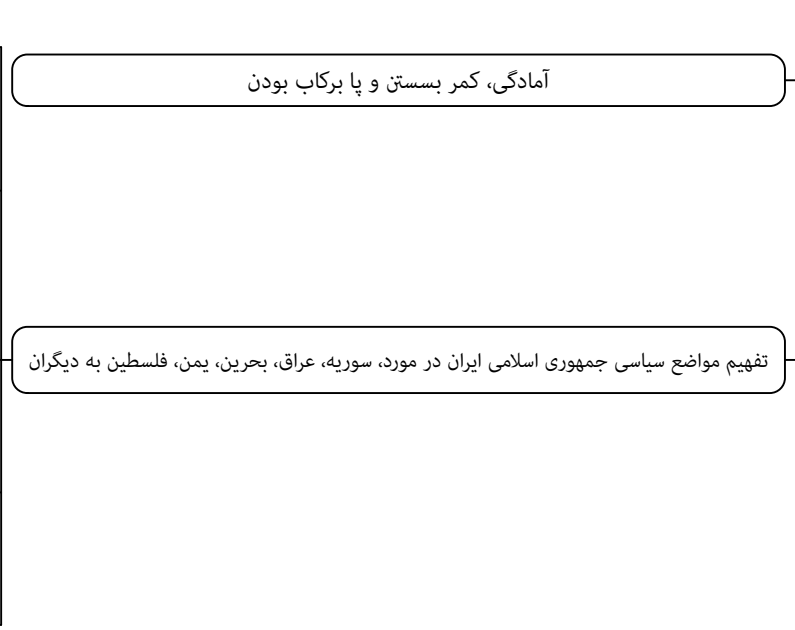 آمادگی، کمر بسستن و پا برکاب بودن
تفهیم مواضع سیاسی جمهوری اسلامی ایران در مورد، سوریه، عراق، بحرین، یمن، فلسطین به دیگران